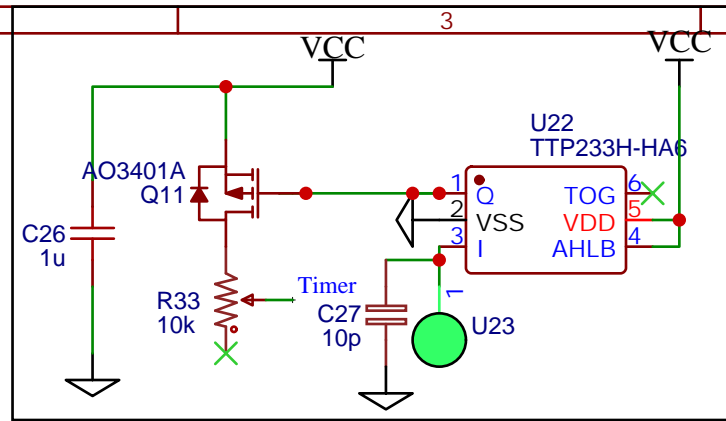 3
VCC
VCC
U22
TTP233H-HA6
AO3401A
Q11
1
Q
TOG
6
2
VSS
VDD
5
3
I
AHLB
4
C26
1u
Timer
1
R33
10k
C27
10p
U23